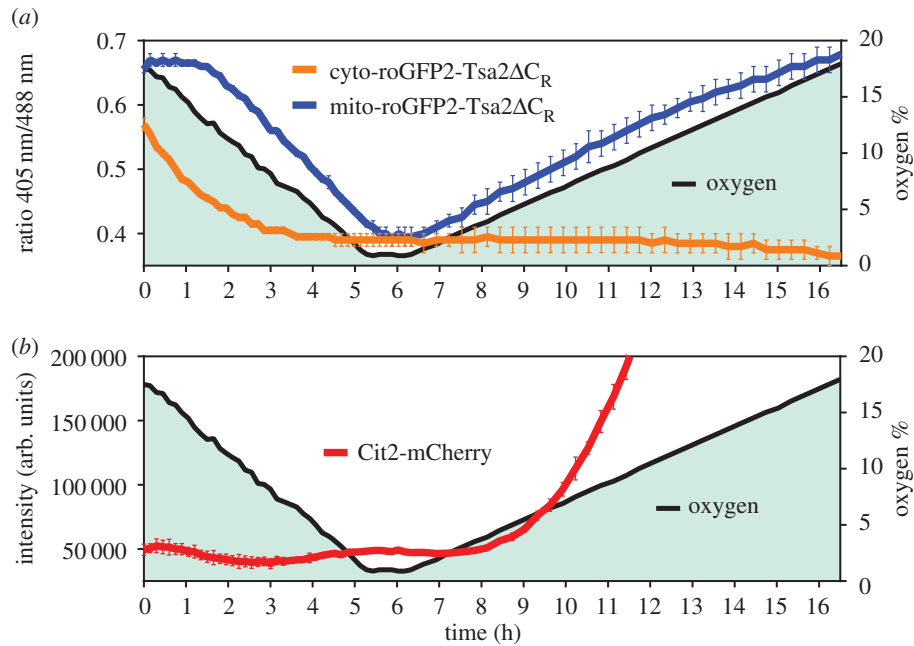 (a)
0.7
0.6
0.5
0.4
ratio 405 nm/488 nm
cyto-roGFP2-Tsa2ΔC_R
mito-roGFP2-Tsa2ΔC_R
oxygen
20
15
10
5
0
oxygen %
0 1 2 3 4 5 6 7 8 9 10 11 12 13 14 15 16
(b)
200 000
150 000
100 000
50 000
intensity (arb. units)
Cit2-mCherry
oxygen
20
15
10
5
0
oxygen %
0 1 2 3 4 5 6 7 8 9 10 11 12 13 14 15 16
time (h)